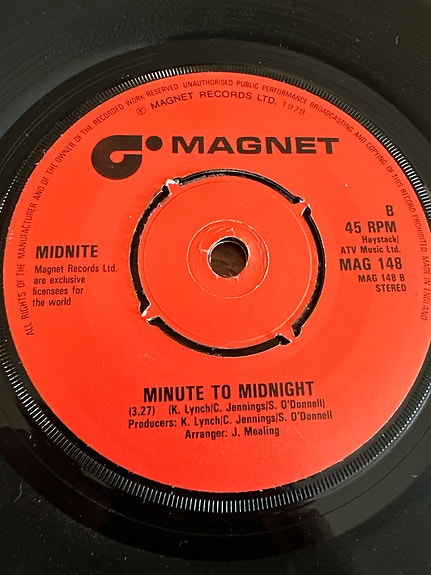 ALL RIGHTS OF THE MANUFACTURER AND OF THE OWNER OF THE RECORDED WORK RESERVED UNAUTHORISED PUBLIC PERFORMANCE BROADCASTING AND COPYING OF THIS RECORD PROHIBITED MADE IN ENGLAND
℗ MAGNET RECORDS LTD. 1979
MAGNET
B
45 RPM
Haystack/
ATV Music Ltd.
MAG 148
MAG 148 B
STEREO
MIDNITE
Magnet Records Ltd.
are exclusive
licensees for
the world
MINUTE TO MIDNIGHT
(3.27) (K. Lynch/C. Jennings/S. O'Donnell)
Producers: K. Lynch/C. Jennings/S. O'Donnell
Arranger: J. Mealing